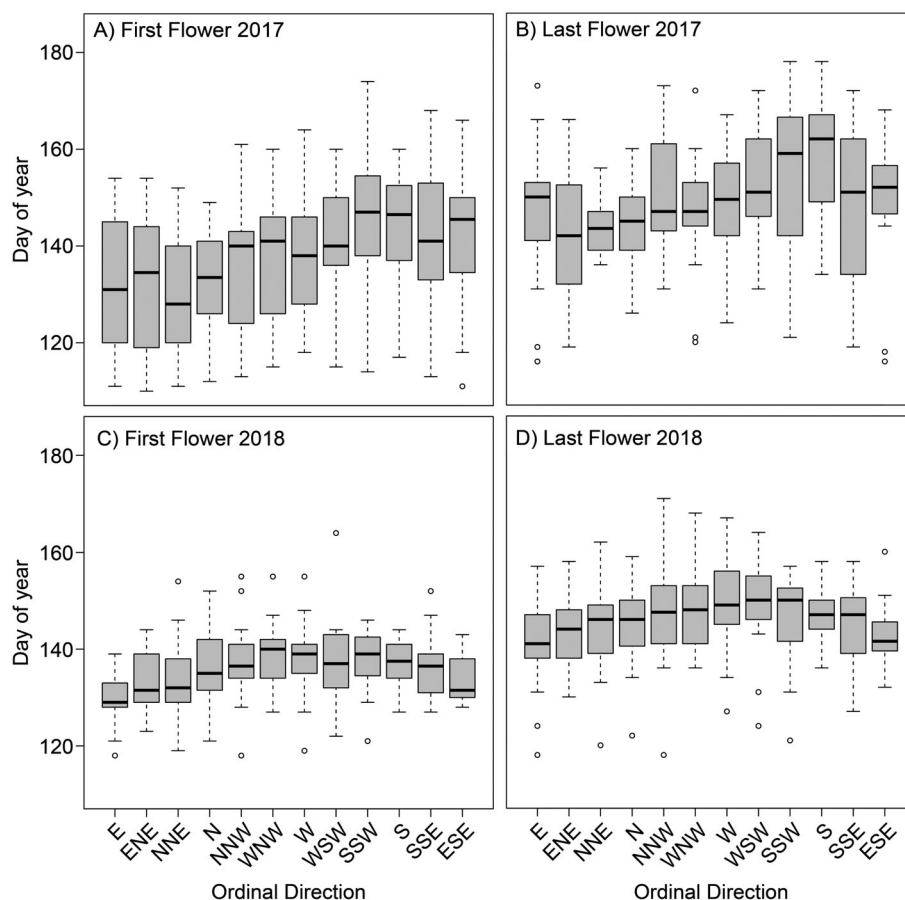 A) First Flower 2017
B) Last Flower 2017
180
160
140
120
Day of year
C) First Flower 2018
D) Last Flower 2018
180
160
140
120
Day of year
E ENE NNE N NNW WNW W WSW SSW S SSE ESE
E ENE NNE N NNW WNW W WSW SSW S SSE ESE
Ordinal Direction
Ordinal Direction